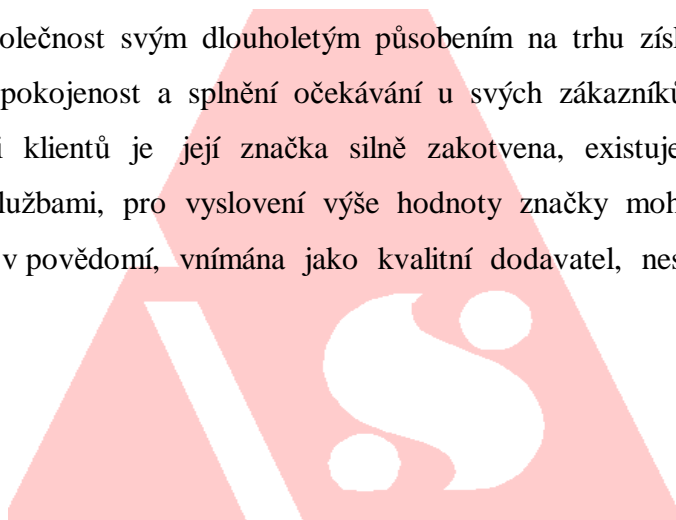 olečnost svým dlouholetým působením na trhu získ
pokojenost a splnění očekávání u svých zákazníků
i klientů je její značka silně zakotvena, existuje
lužbami, pro vyslovení výše hodnoty značky moh
v povědomí, vnímána jako kvalitní dodavatel, nes